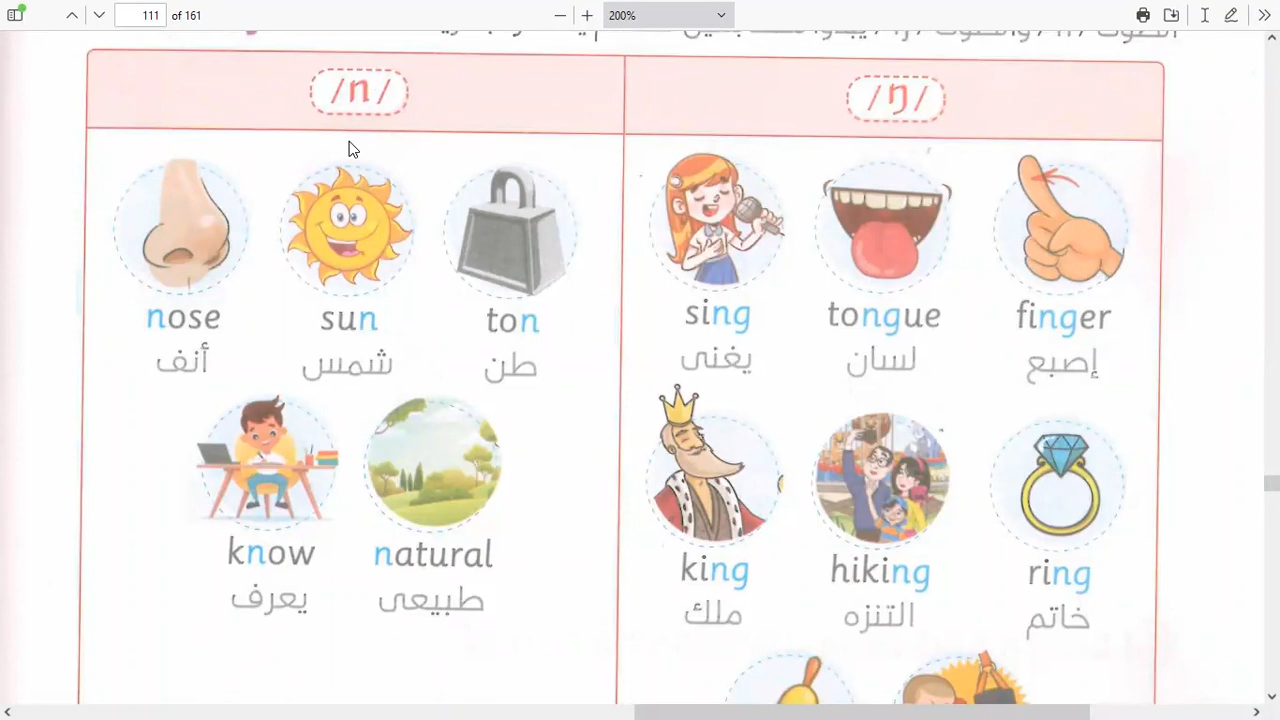 111 of 161
200%
/n/
/ŋ/
nose
أنف
sun
شمس
ton
طن
know
يعرف
natural
طبيعى
sing
يغنى
tongue
لسان
finger
إصبع
king
ملك
hiking
التنزه
ring
خاتم